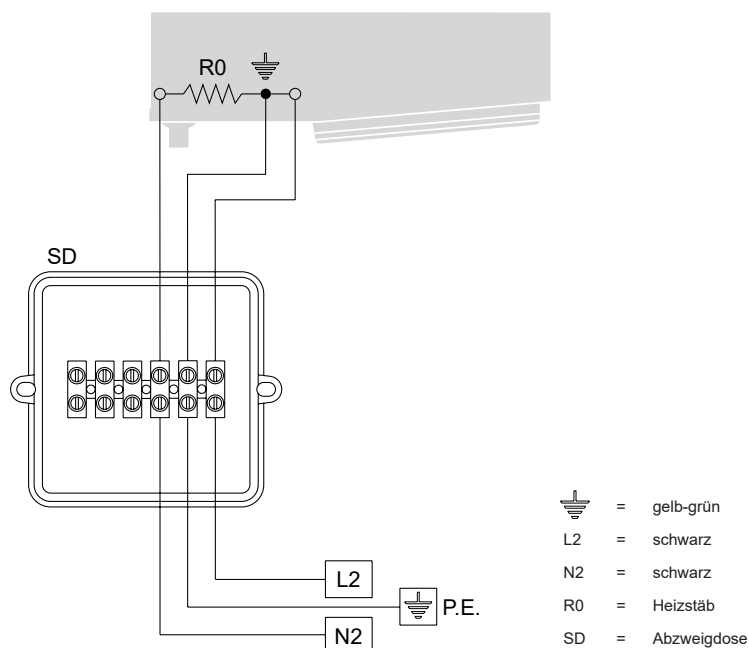 R0
SD
L2
P.E.
N2
= gelb-grün
L2 = schwarz
N2 = schwarz
R0 = Heizstäb
SD = Abzweigdose